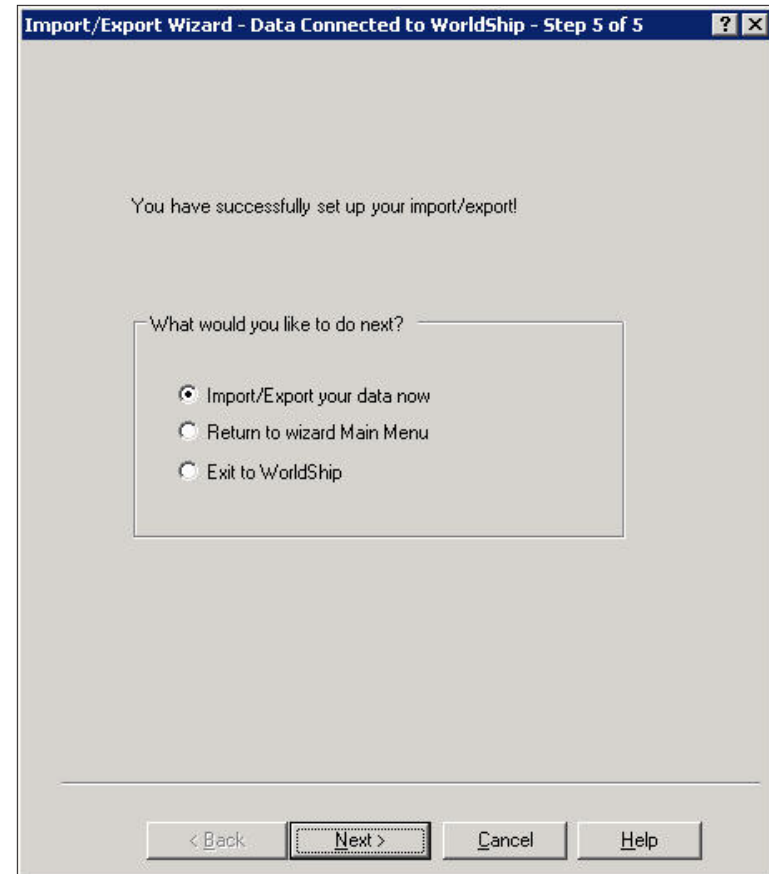 Import/Export Wizard - Data Connected to WorldShip - Step 5 of 5
You have successfully set up your import/export!
What would you like to do next?
Import/Export your data now
Return to wizard Main Menu
Exit to WorldShip
< Back Next > Cancel Help